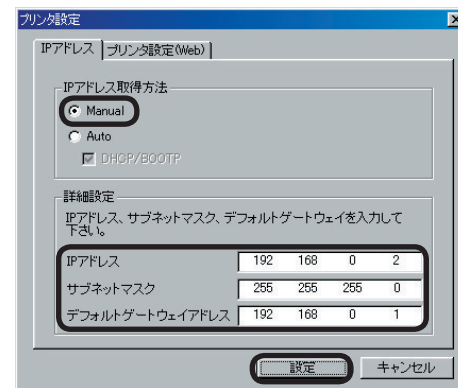 プリンタ設定
IPアドレス プリンタ設定(Web)
IPアドレス取得方法
Manual
Auto
DHCP/BOOTP
詳細設定
IPアドレス、サブネットマスク、デフォルトゲートウェイを入力して
下さい。
IPアドレス 192 168 0 2
サブネットマスク 255 255 255 0
デフォルトゲートウェイアドレス 192 168 0 1
設定 キャンセル